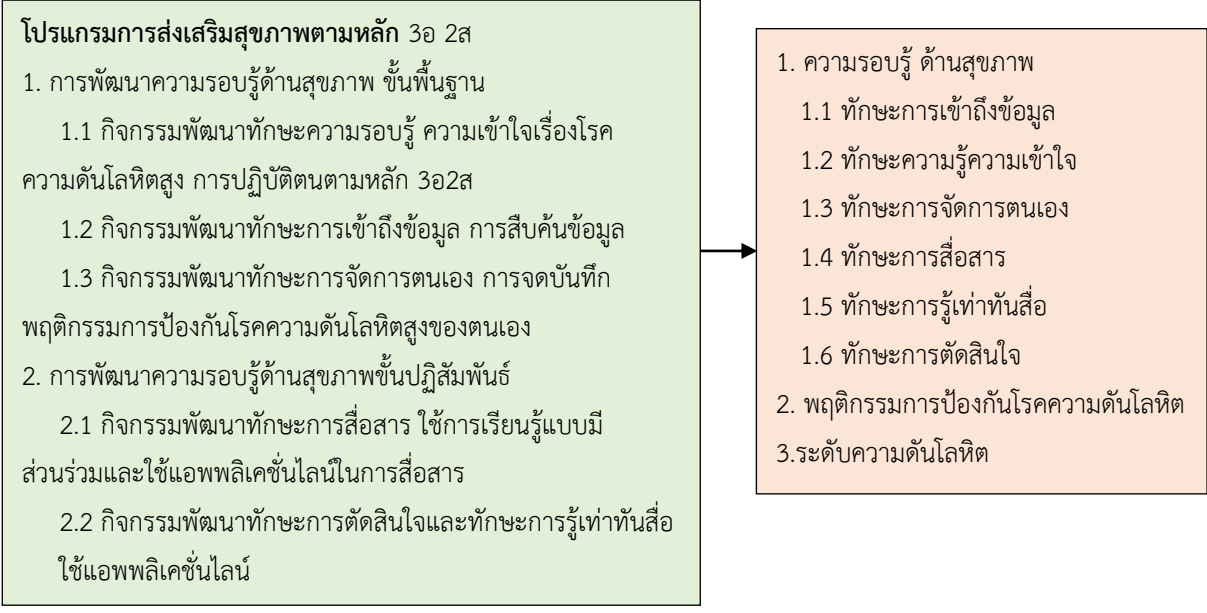 โปรแกรมการส่งเสริมสุขภาพตามหลัก 3อ 2ส
1. การพัฒนาความรอบรู้ด้านสุขภาพ ขั้นพื้นฐาน
1.1 กิจกรรมพัฒนาทักษะความรอบรู้ ความเข้าใจเรื่องโรค
ความดันโลหิตสูง การปฏิบัติตนตามหลัก 3อ2ส
1.2 กิจกรรมพัฒนาทักษะการเข้าถึงข้อมูล การสืบค้นข้อมูล
1.3 กิจกรรมพัฒนาทักษะการจัดการตนเอง การจดบันทึก
พฤติกรรมการป้องกันโรคความดันโลหิตสูงของตนเอง
2. การพัฒนาความรอบรู้ด้านสุขภาพขั้นปฏิสัมพันธ์
2.1 กิจกรรมพัฒนาทักษะการสื่อสาร ใช้การเรียนรู้แบบมี
ส่วนร่วมและใช้แอพพลิเคชั่นไลน์ในการสื่อสาร
2.2 กิจกรรมพัฒนาทักษะการตัดสินใจและทักษะการรู้เท่าทันสื่อ
ใช้แอพพลิเคชั่นไลน์
1. ความรอบรู้ ด้านสุขภาพ
1.1 ทักษะการเข้าถึงข้อมูล
1.2 ทักษะความรู้ความเข้าใจ
1.3 ทักษะการจัดการตนเอง
1.4 ทักษะการสื่อสาร
1.5 ทักษะการรู้เท่าทันสื่อ
1.6 ทักษะการตัดสินใจ
2. พฤติกรรมการป้องกันโรคความดันโลหิต
3.ระดับความดันโลหิต